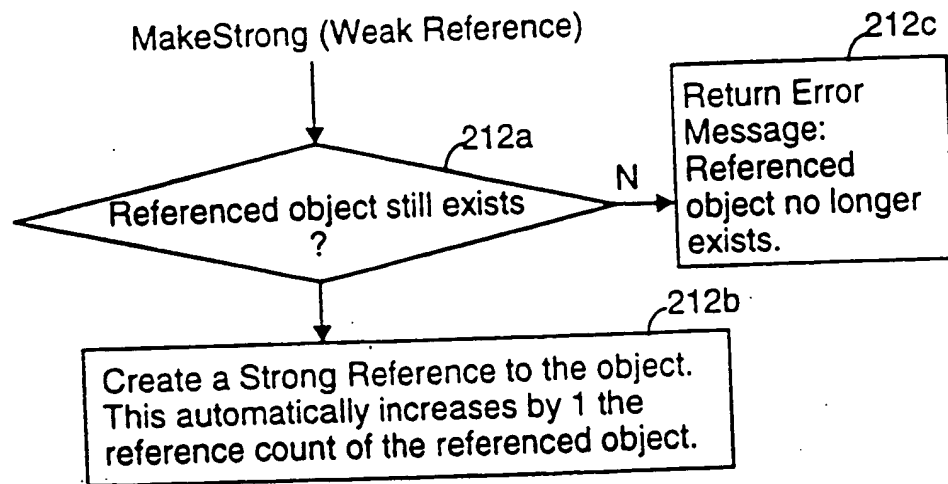 MakeStrong (Weak Reference)
212c
Return Error
Message:
Referenced
object no longer
exists.
212a
N
Referenced object still exists
?
212b
Create a Strong Reference to the object.
This automatically increases by 1 the
reference count of the referenced object.